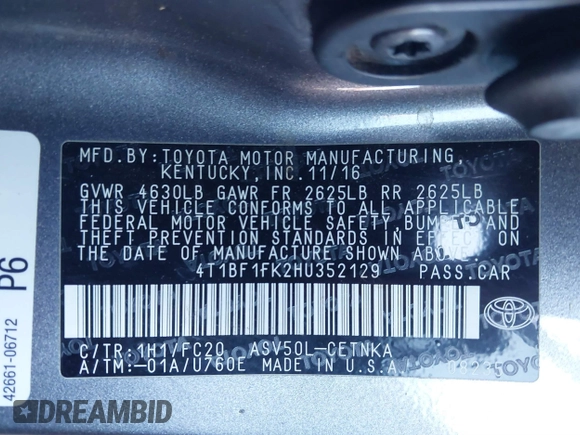 MFD. BY: TOYOTA MOTOR MANUFACTURING,
KENTUCKY, INC. 11/16
GVWR 4630LB GAWR FR 2625LB RR 2625LB
THIS VEHICLE CONFORMS TO ALL APPLICABLE
FEDERAL MOTOR VEHICLE SAFETY, BUMPER, AND
THEFT PREVENTION STANDARDS IN EFFECT ON
THE DATE OF MANUFACTURE SHOWN ABOVE.
4T1BF1FK2HU352129 PASS.CAR
C/TR: 1H1/FC20 ASV50L-CETNKA
A/TM: -01A/U760E MADE IN U.S.A.
TOYOTA
P6
42661-06712
DREAMBID